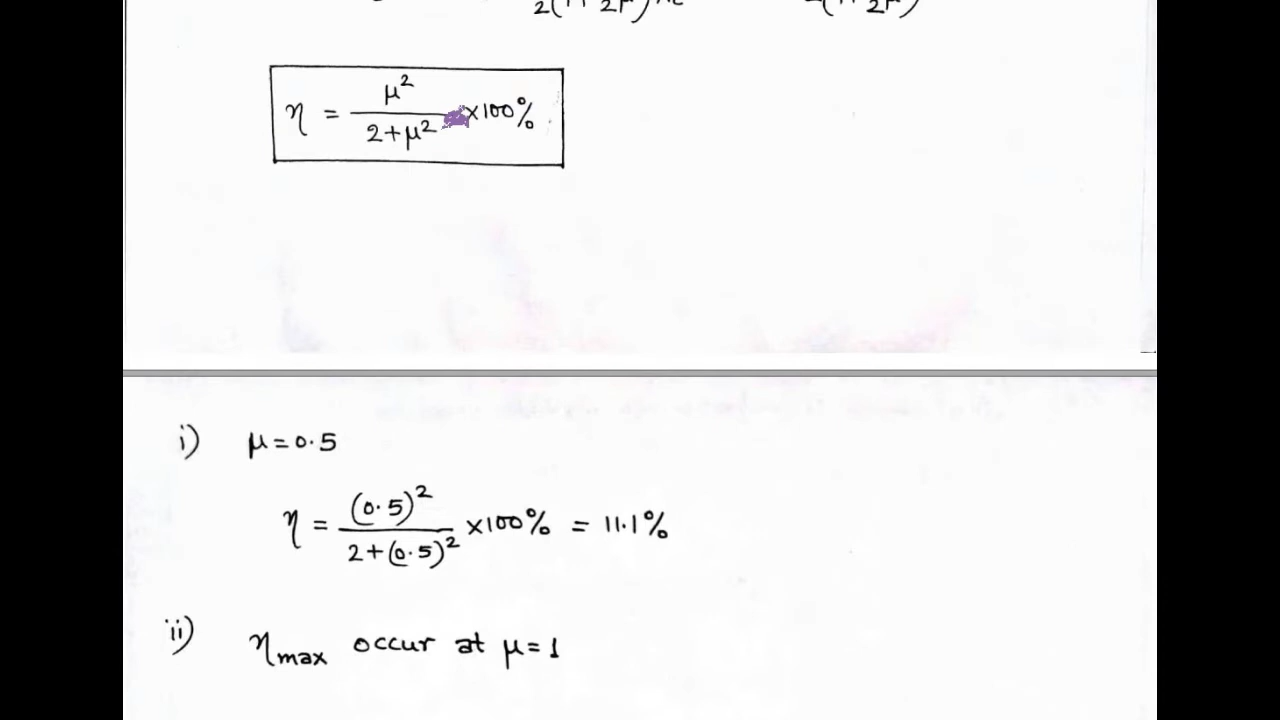 η = μ² / 2+μ² ×100%
i) μ=0.5
η = (0.5)² / 2+(0.5)² ×100% = 11.1%
ii) ηmax occur at μ=1